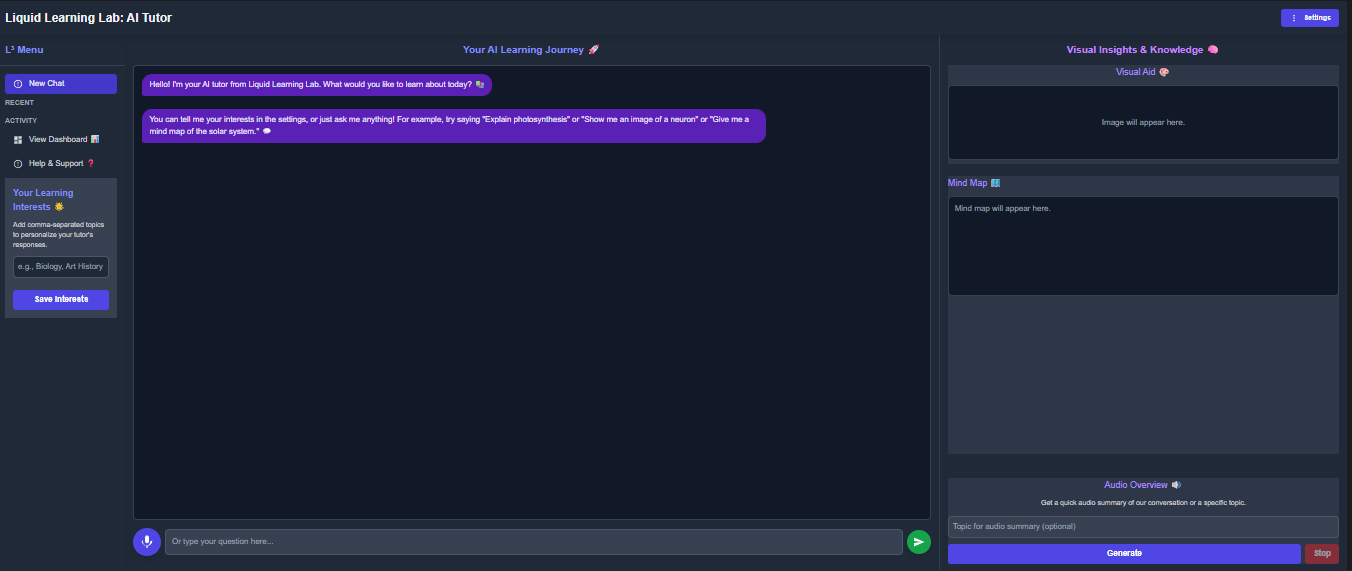 Liquid Learning Lab: AI Tutor
Settings
L³ Menu
New Chat
RECENT
ACTIVITY
View Dashboard 📊
Help & Support ❓
Your Learning
Interests 🌟
Add comma-separated topics
to personalize your tutor's
responses.
e.g., Biology, Art History
Save Interests
Your AI Learning Journey 🚀
Hello! I'm your AI tutor from Liquid Learning Lab. What would you like to learn about today? 📚
You can tell me your interests in the settings, or just ask me anything! For example, try saying "Explain photosynthesis" or "Show me an image of a neuron" or "Give me a
mind map of the solar system." 💬
Or type your question here...
Visual Insights & Knowledge 🧠
Visual Aid 🎨
Image will appear here.
Mind Map 🗺️
Mind map will appear here.
Audio Overview 🔊
Get a quick audio summary of our conversation or a specific topic.
Topic for audio summary (optional)
Generate
Stop